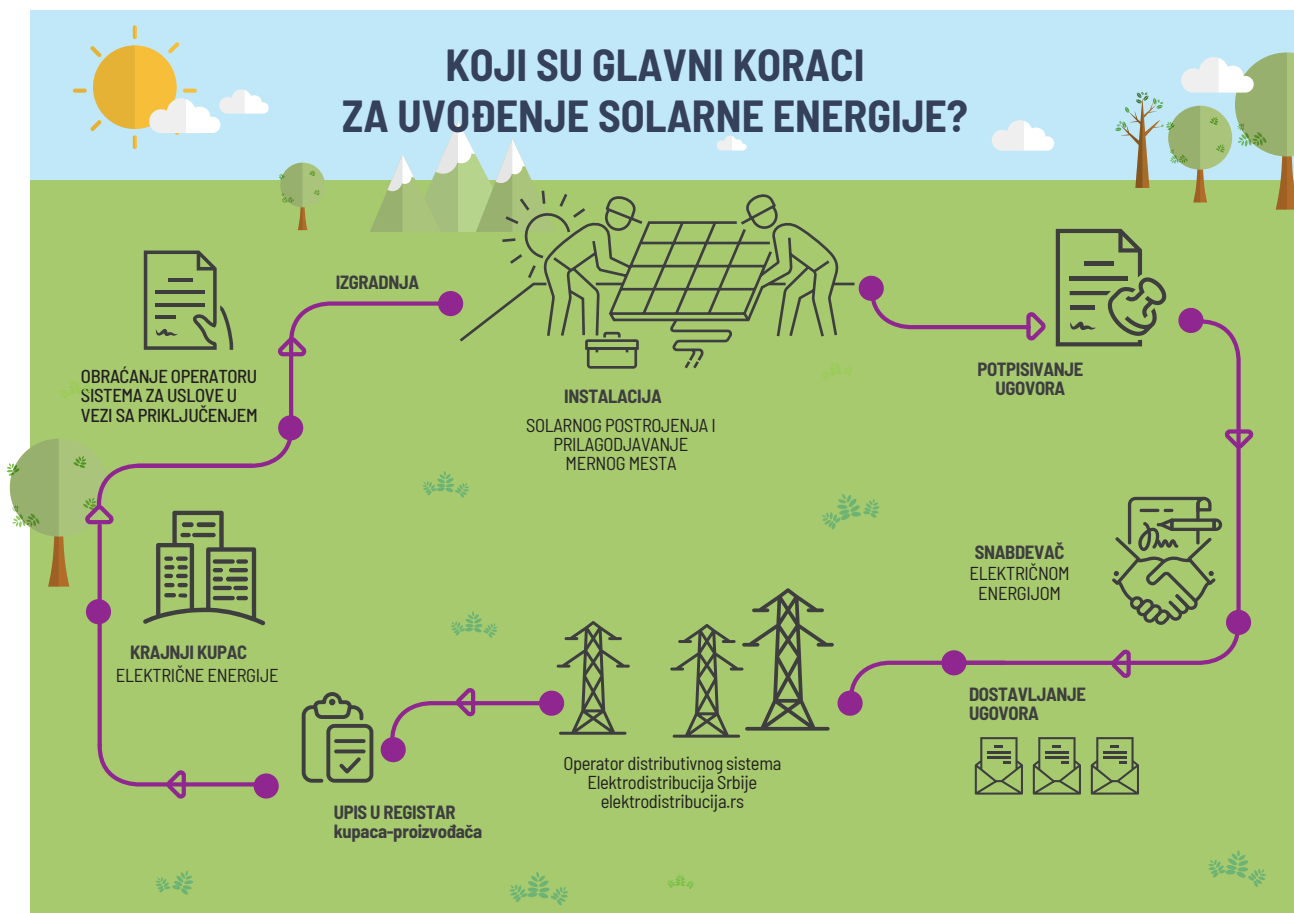 KOJI SU GLAVNI KORACI
ZA UVOĐENJE SOLARNE ENERGIJE?
IZGRADNJA
OBRAĆANJE OPERATORU
SISTEMA ZA USLOVE U
VEZI SA PRIKLJUČENJEM
INSTALACIJA
SOLARNOG POSTROJENJA I
PRILAGODJAVANJE
MERNOG MESTA
POTPISIVANJE
UGOVORA
SNABDEVAČ
ELEKTRIČNOM
ENERGIJOM
DOSTAVLJANJE
UGOVORA
Operator distributivnog sistema
Elektrodistribucija Srbije
elektrodistribucija.rs
UPIS U REGISTAR
kupaca-proizvođača
KRAJNJI KUPAC
ELEKTRIČNE ENERGIJE